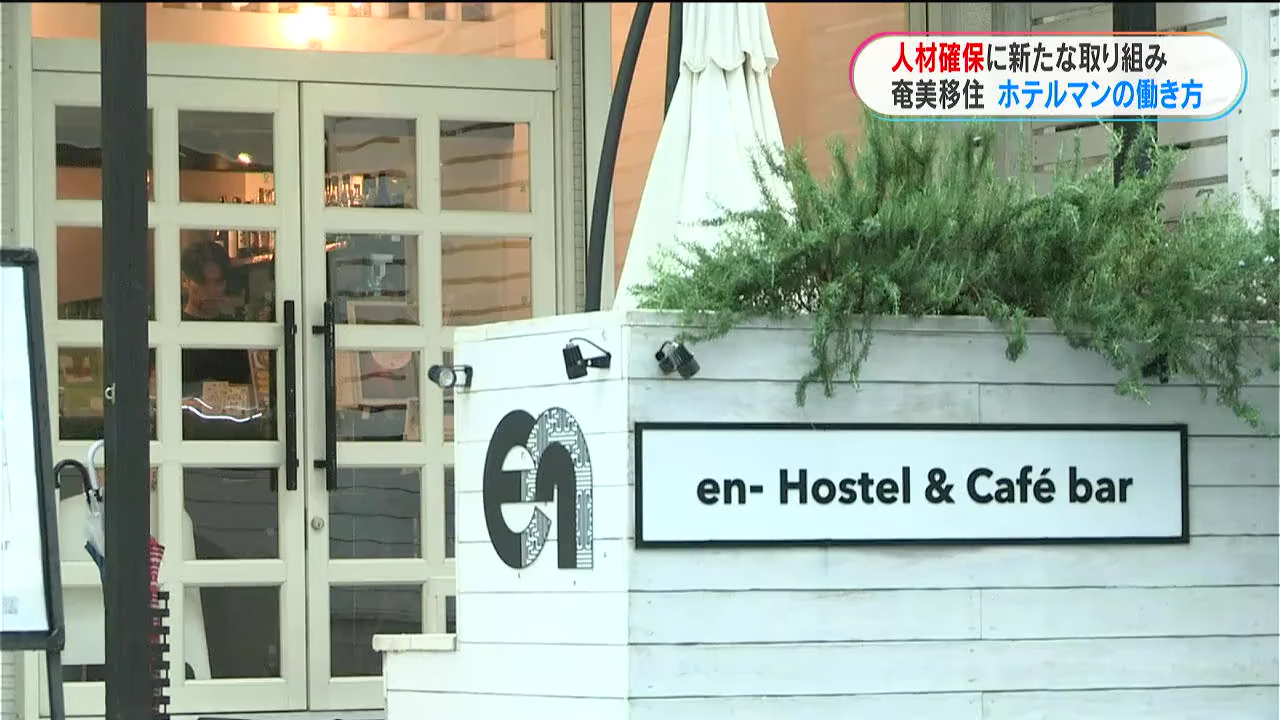 人材確保に新たな取り組み
奄美移住 ホテルマンの働き方
en
en- Hostel & Café bar